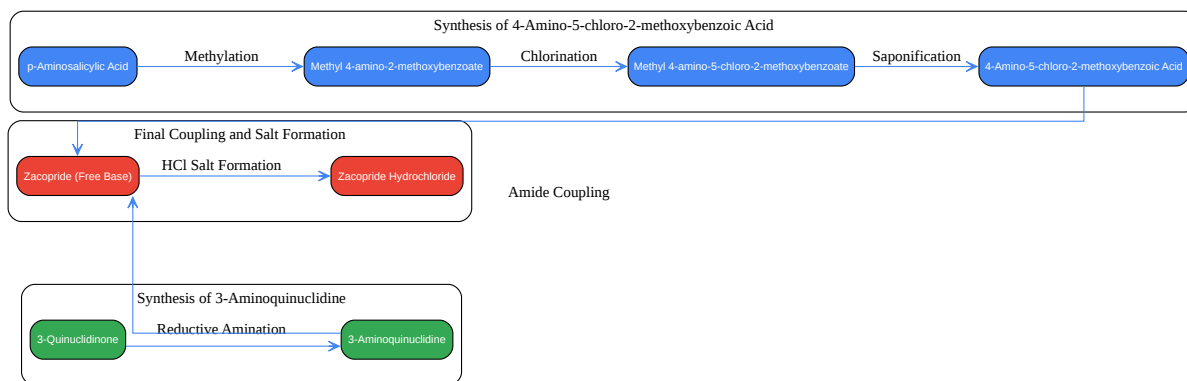 Synthesis of 4-Amino-5-chloro-2-methoxybenzoic Acid
p-Aminosalicylic Acid
Methylation
Methyl 4-amino-2-methoxybenzoate
Chlorination
Methyl 4-amino-5-chloro-2-methoxybenzoate
Saponification
4-Amino-5-chloro-2-methoxybenzoic Acid
Final Coupling and Salt Formation
Zacopride (Free Base)
HCl Salt Formation
Zacopride Hydrochloride
Amide Coupling
Synthesis of 3-Aminoquinuclidine
3-Quinuclidinone
Reductive Amination
3-Aminoquinuclidine